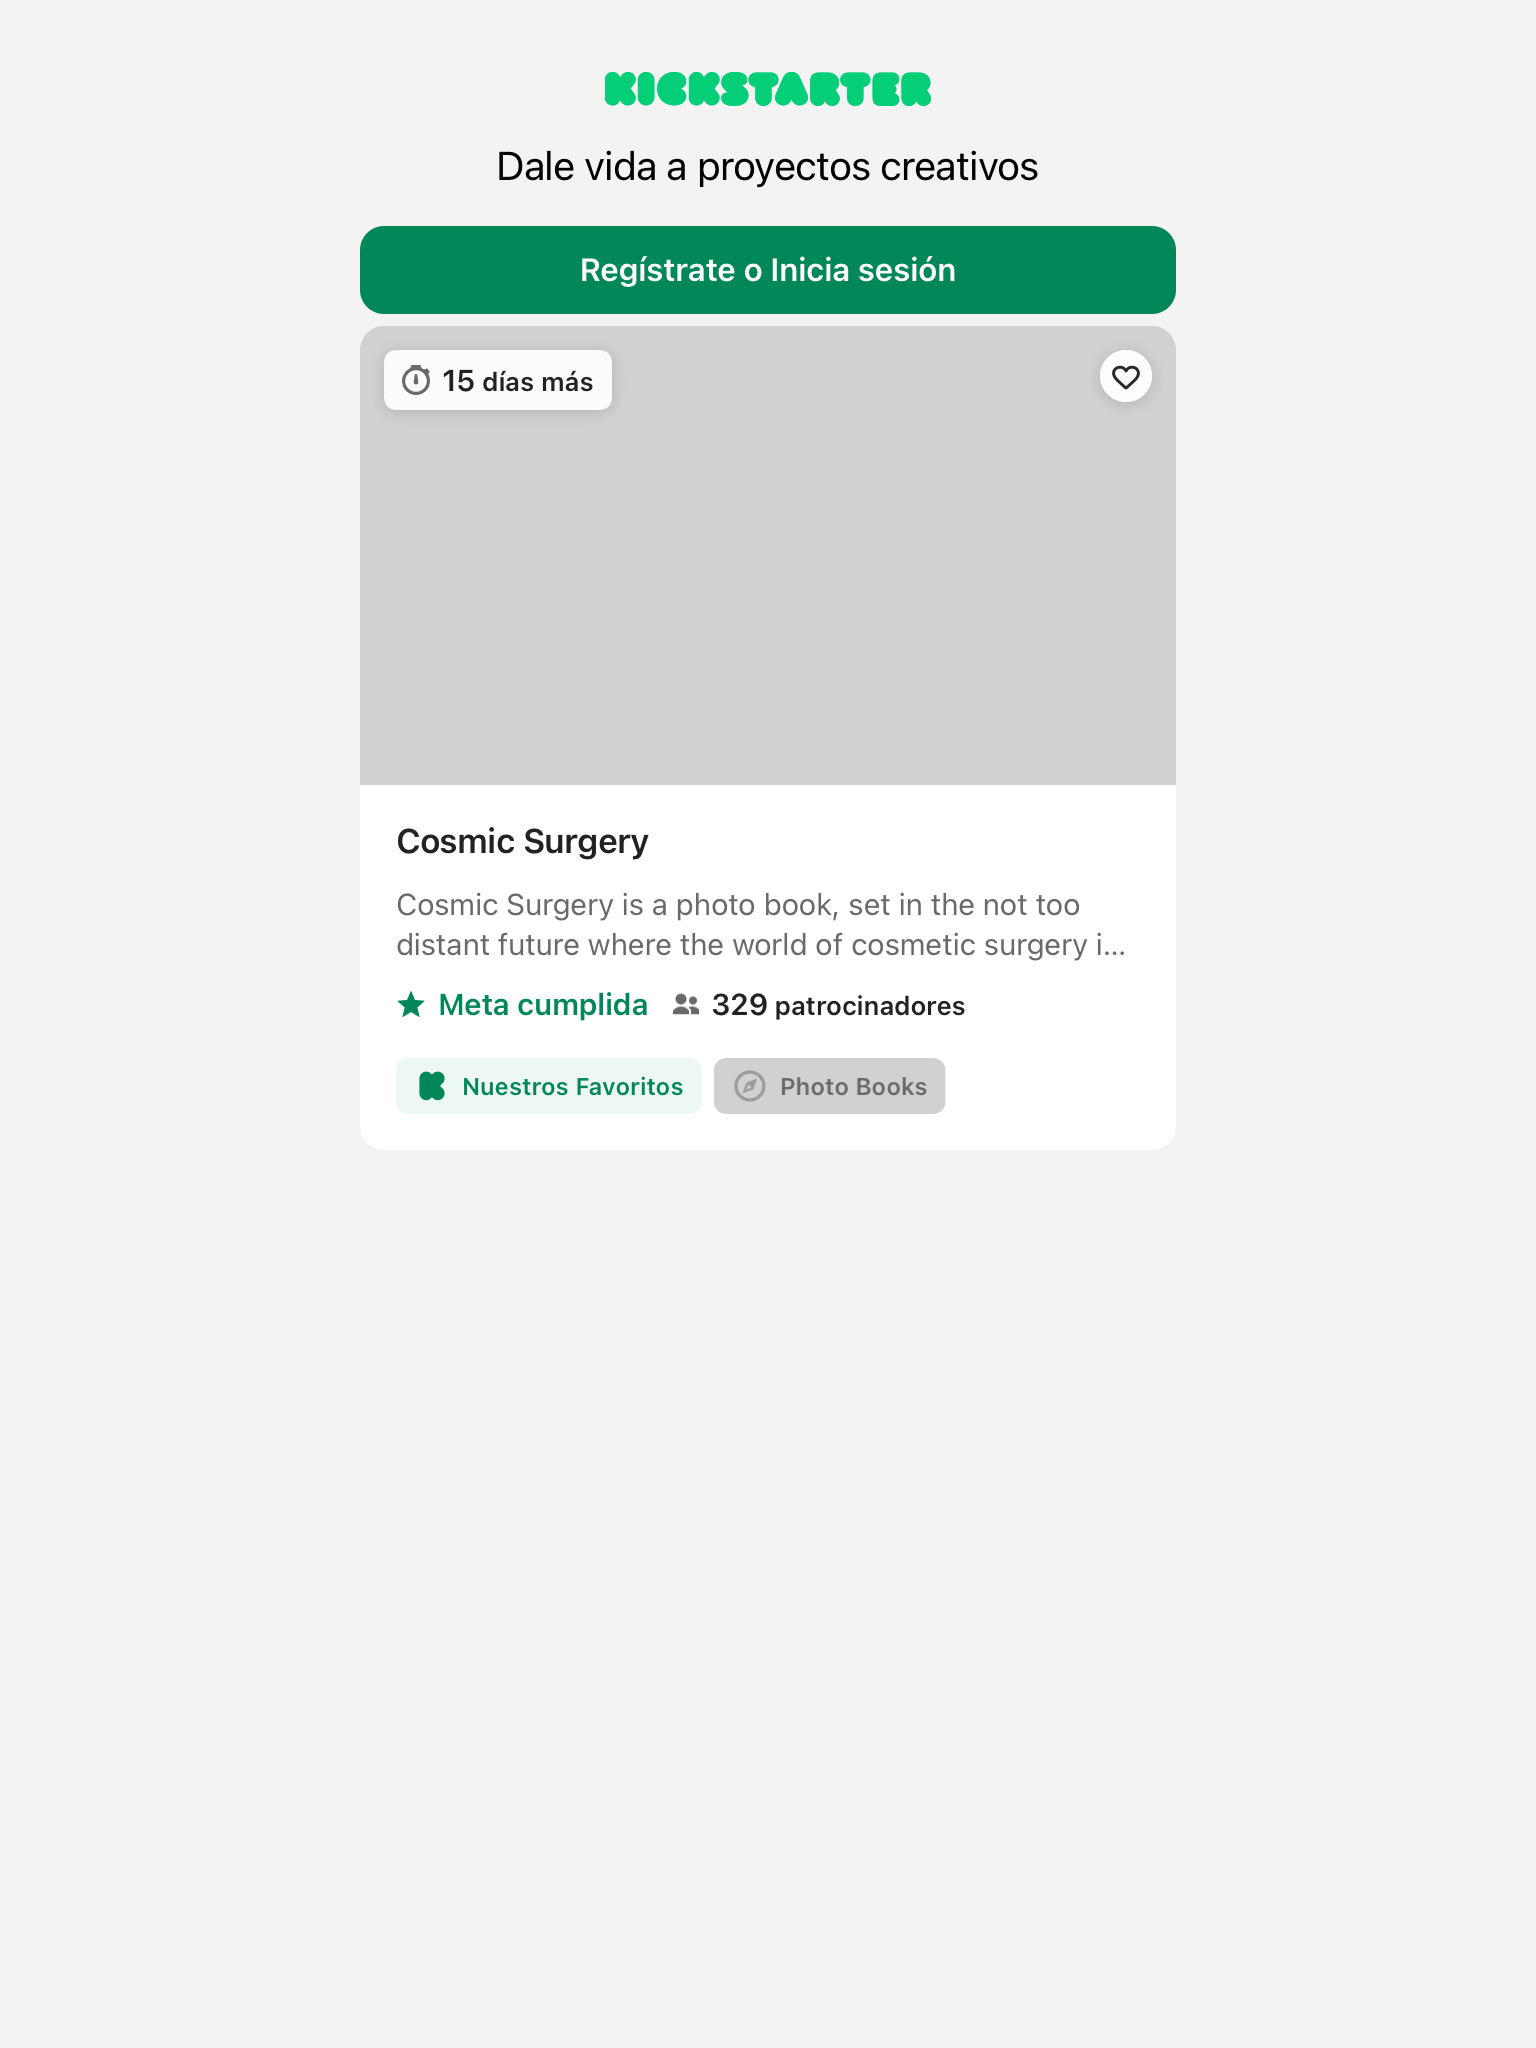 KICKSTARTER
Dale vida a proyectos creativos
Regístrate o Inicia sesión
15 días más
Cosmic Surgery
Cosmic Surgery is a photo book, set in the not too
distant future where the world of cosmetic surgery i...
Meta cumplida 329 patrocinadores
Nuestros Favoritos Photo Books